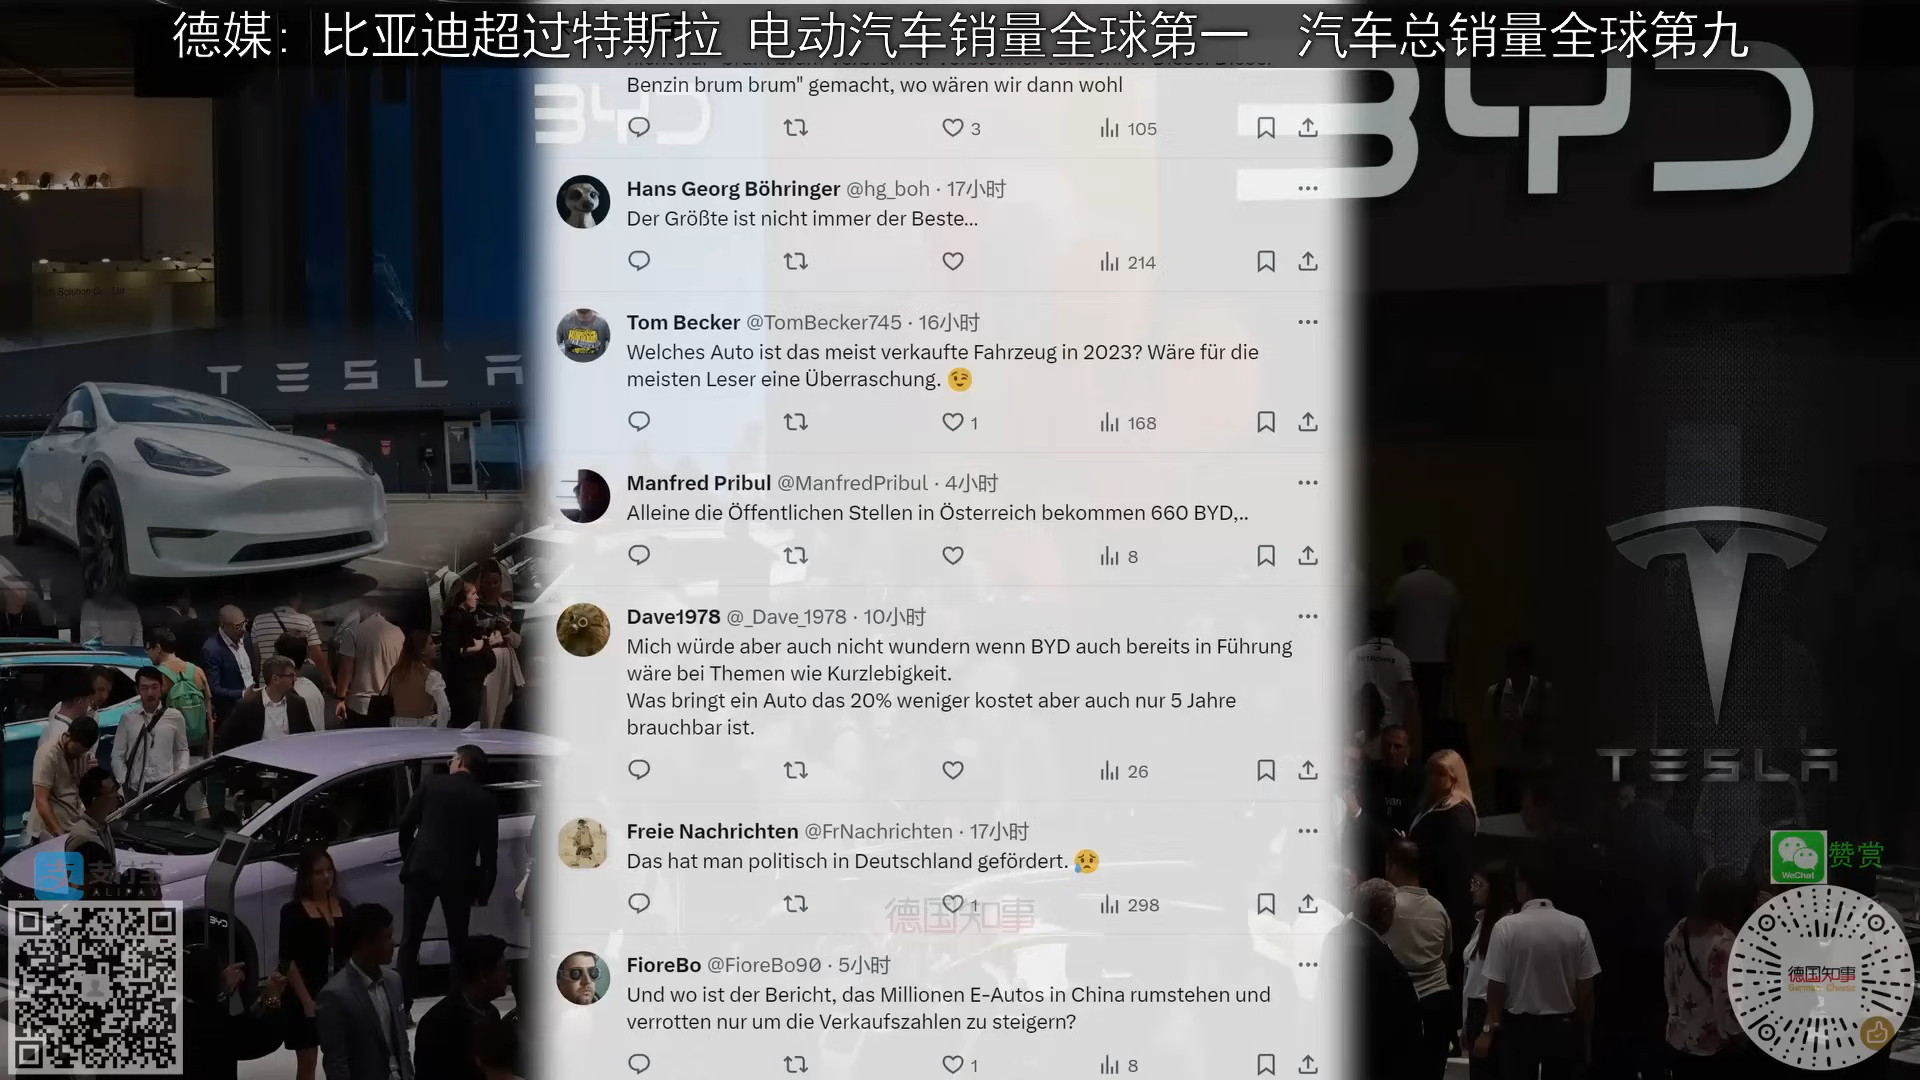 德媒：比亚迪超过特斯拉 电动汽车销量全球第一 汽车总销量全球第九
Benzin brum brum" gemacht, wo wären wir dann wohl
3
105
BYD
BYD
Hans Georg Böhringer @hg_boh · 17小时
Der Größte ist nicht immer der Beste...
214
Tom Becker @TomBecker745 · 16小时
Welches Auto ist das meist verkaufte Fahrzeug in 2023? Wäre für die
meisten Leser eine Überraschung. 😉
1
168
TESLA
Manfred Pribul @ManfredPribul · 4小时
Alleine die Öffentlichen Stellen in Österreich bekommen 660 BYD,..
8
Dave1978 @_Dave_1978 · 10小时
Mich würde aber auch nicht wundern wenn BYD auch bereits in Führung
wäre bei Themen wie Kurzlebigkeit.
Was bringt ein Auto das 20% weniger kostet aber auch nur 5 Jahre
brauchbar ist.
26
TESLA
Freie Nachrichten @FrNachrichten · 17小时
Das hat man politisch in Deutschland gefördert. 😥
1
298
德国知事
支付宝
ALIPAY
WeChat
赞赏
BYD
德国知事
German Cheese
FioreBo @FioreBo90 · 5小时
Und wo ist der Bericht, das Millionen E-Autos in China rumstehen und
verrotten nur um die Verkaufszahlen zu steigern?
1
8